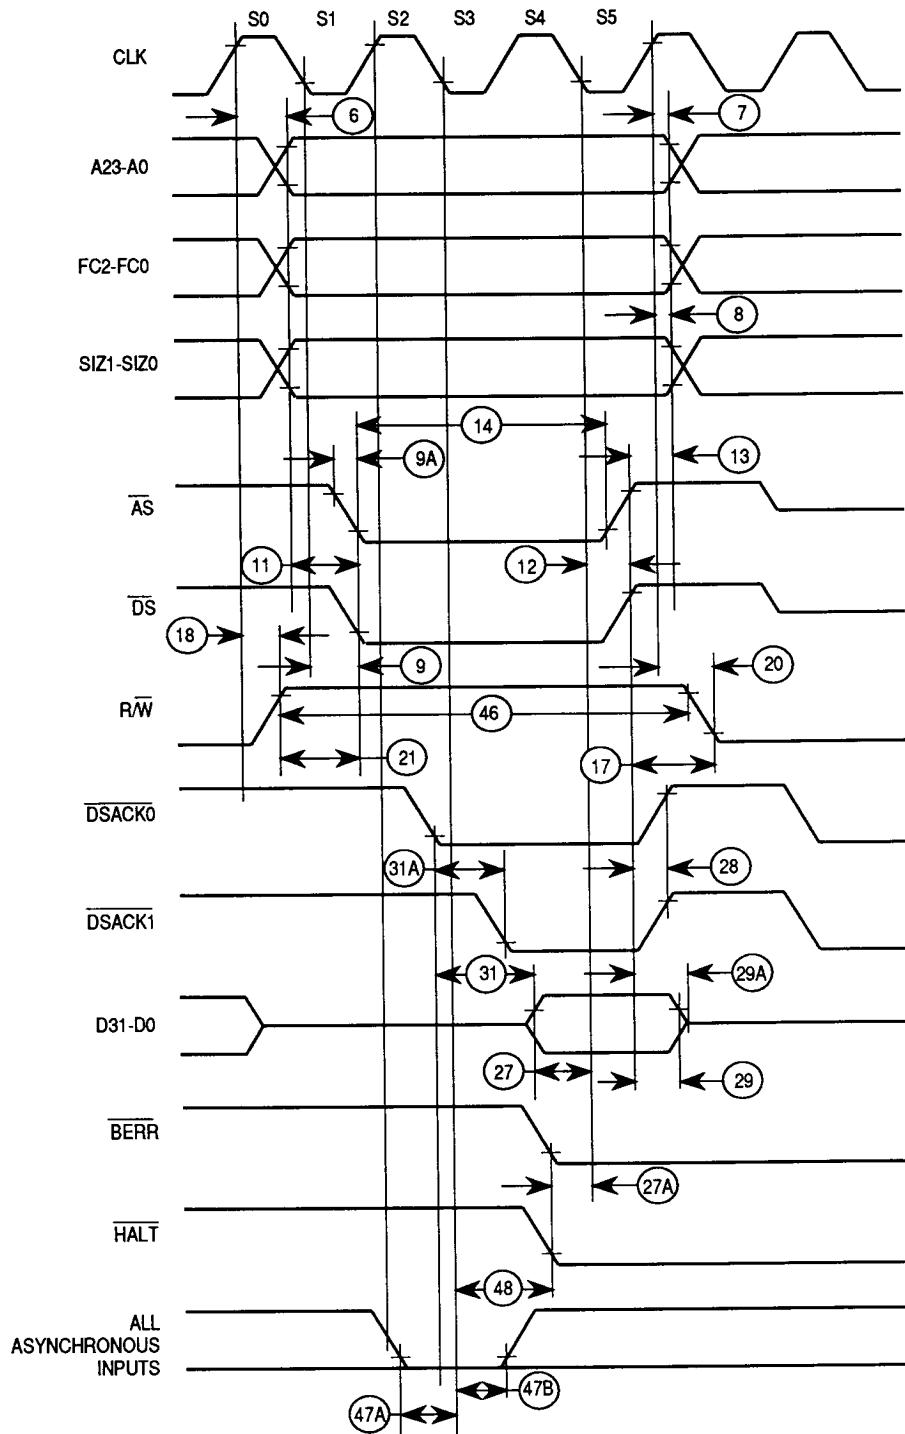 S0 S1 S2 S3 S4 S5
CLK
6 7
A23-A0
FC2-FC0
8
SIZ1-SIZ0
14
9A 13
AS
11 12
DS
18
9 20
R/W
46
21 17
DSACK0
31A 28
DSACK1
31 29A
D31-D0
27 29
BERR
27A
HALT
48
ALL
ASYNCHRONOUS
INPUTS
47B
47A